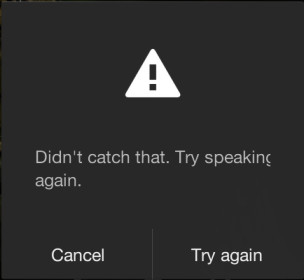 Didn't catch that. Try speaking
again.
Cancel
Try again